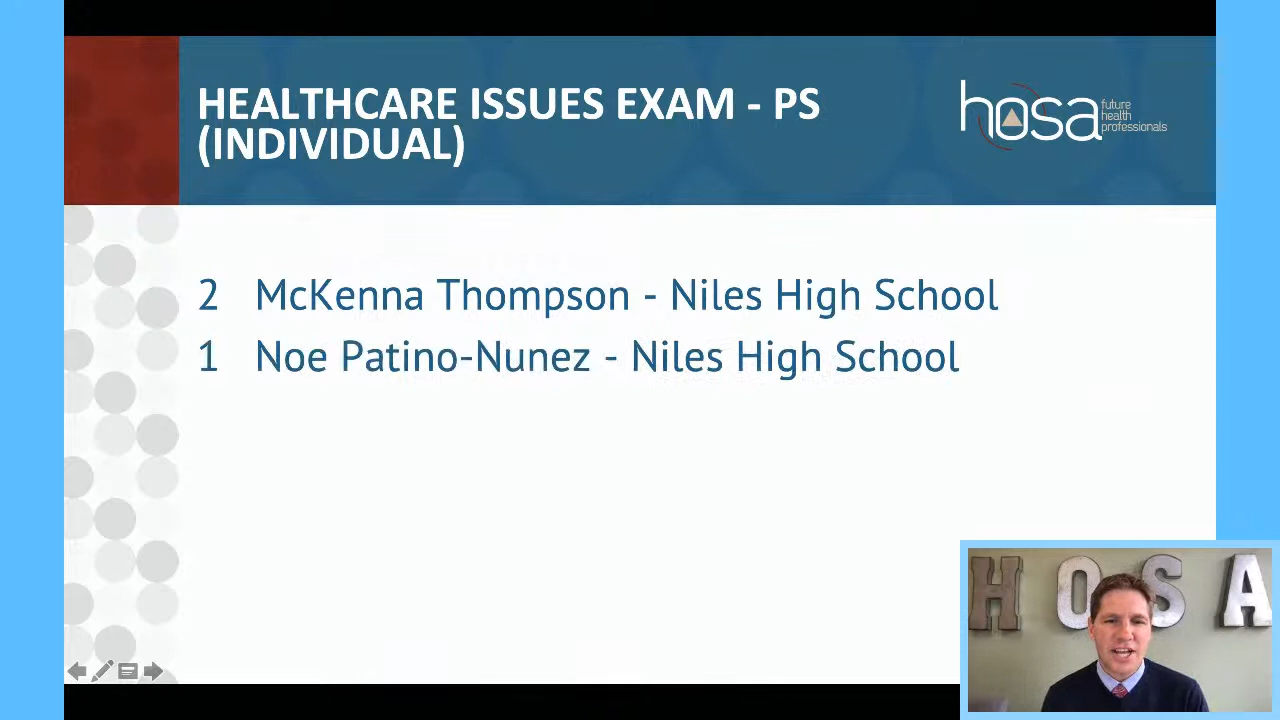 HEALTHCARE ISSUES EXAM - PS
(INDIVIDUAL)
hosa
future
health
professionals
2 McKenna Thompson - Niles High School
1 Noe Patino-Nunez - Niles High School
HOSA